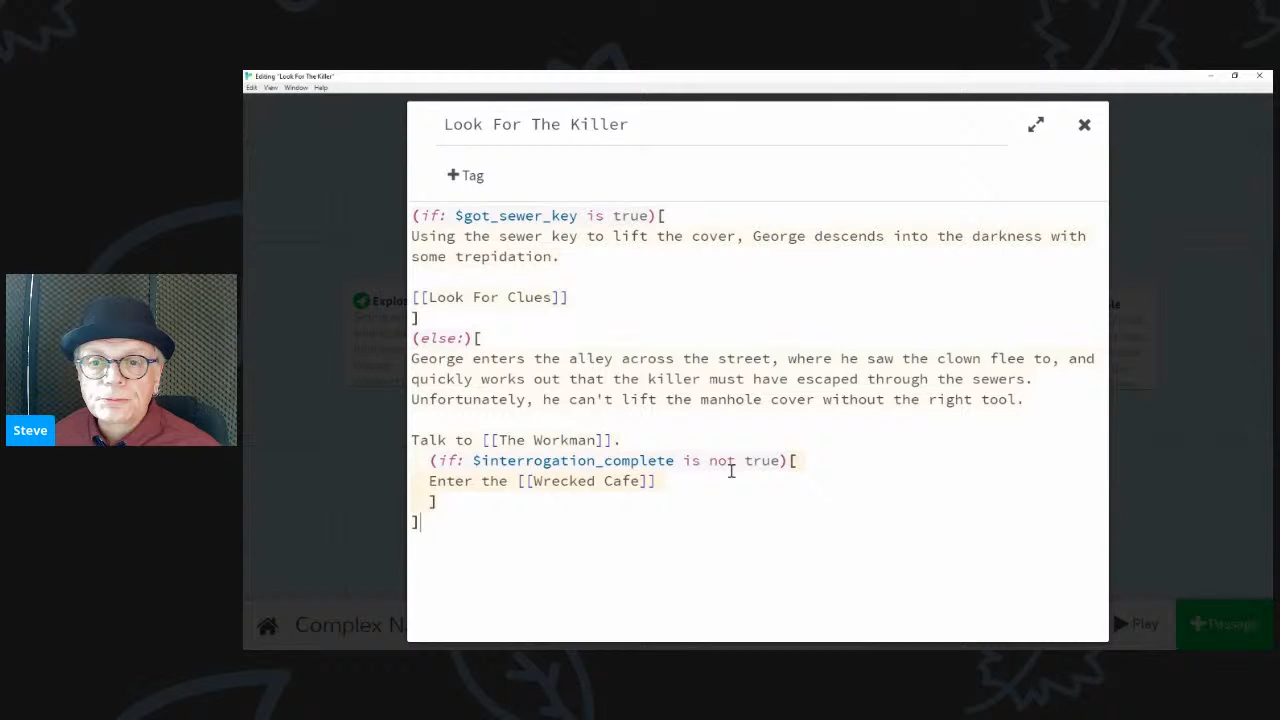 Editing "Look For The Killer"
Edit View Window Help
Look For The Killer
+ Tag
(if: $got_sewer_key is true)[
Using the sewer key to lift the cover, George descends into the darkness with
some trepidation.
[[Look For Clues]]
]
(else:)[
George enters the alley across the street, where he saw the clown flee to, and
quickly works out that the killer must have escaped through the sewers.
Unfortunately, he can't lift the manhole cover without the right tool.
Talk to [[The Workman]].
(if: $interrogation_complete is not true)[
Enter the [[Wrecked Cafe]]
]
]
Steve
Complex N
Play
+Passage